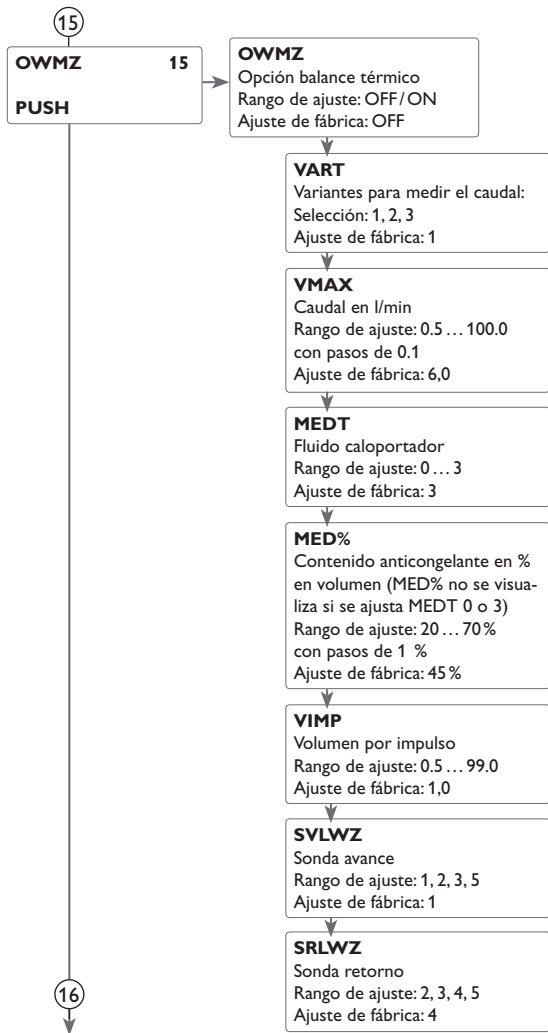 15
OWMZ 15
PUSH
OWMZ
Opción balance térmico
Rango de ajuste: OFF/ON
Ajuste de fábrica: OFF
VART
Variantes para medir el caudal:
Selección: 1, 2, 3
Ajuste de fábrica: 1
VMAX
Caudal en l/min
Rango de ajuste: 0.5 ... 100.0
con pasos de 0.1
Ajuste de fábrica: 6,0
MEDT
Fluido caloportador
Rango de ajuste: 0 ... 3
Ajuste de fábrica: 3
MED%
Contenido anticongelante en %
en volumen (MED% no se visua-
liza si se ajusta MEDT 0 o 3)
Rango de ajuste: 20 ... 70%
con pasos de 1 %
Ajuste de fábrica: 45%
VIMP
Volumen por impulso
Rango de ajuste: 0.5 ... 99.0
Ajuste de fábrica: 1,0
SVLWZ
Sonda avance
Rango de ajuste: 1, 2, 3, 5
Ajuste de fábrica: 1
SRLWZ
Sonda retorno
Rango de ajuste: 2, 3, 4, 5
Ajuste de fábrica: 4
16